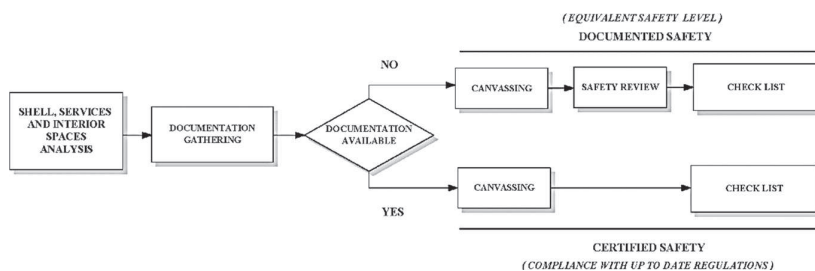 ( EQUIVALENT SAFETY LEVEL )
DOCUMENTED SAFETY
NO
CANVASSING
SAFETY REVIEW
CHECK LIST
SHELL, SERVICES
AND INTERIOR
SPACES
ANALYSIS
DOCUMENTATION
GATHERING
DOCUMENTATION
AVAILABLE
CANVASSING
CHECK LIST
YES
CERTIFIED SAFETY
( COMPLIANCE WITH UP TO DATE REGULATIONS )